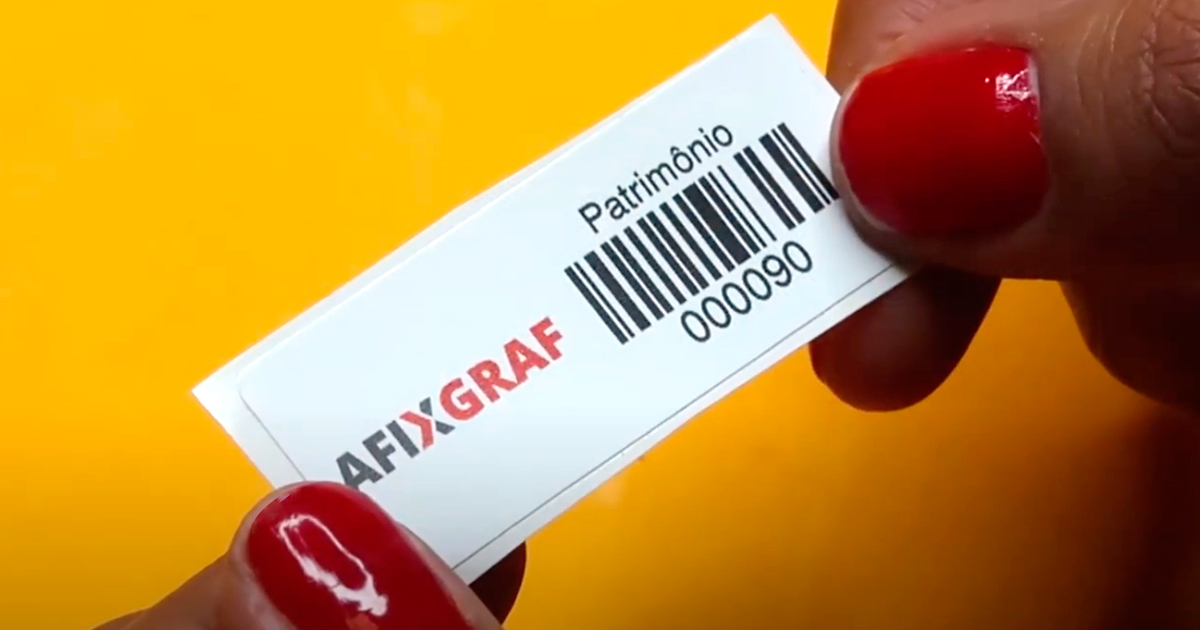 AFIXGRAF
Patrimônio
000090